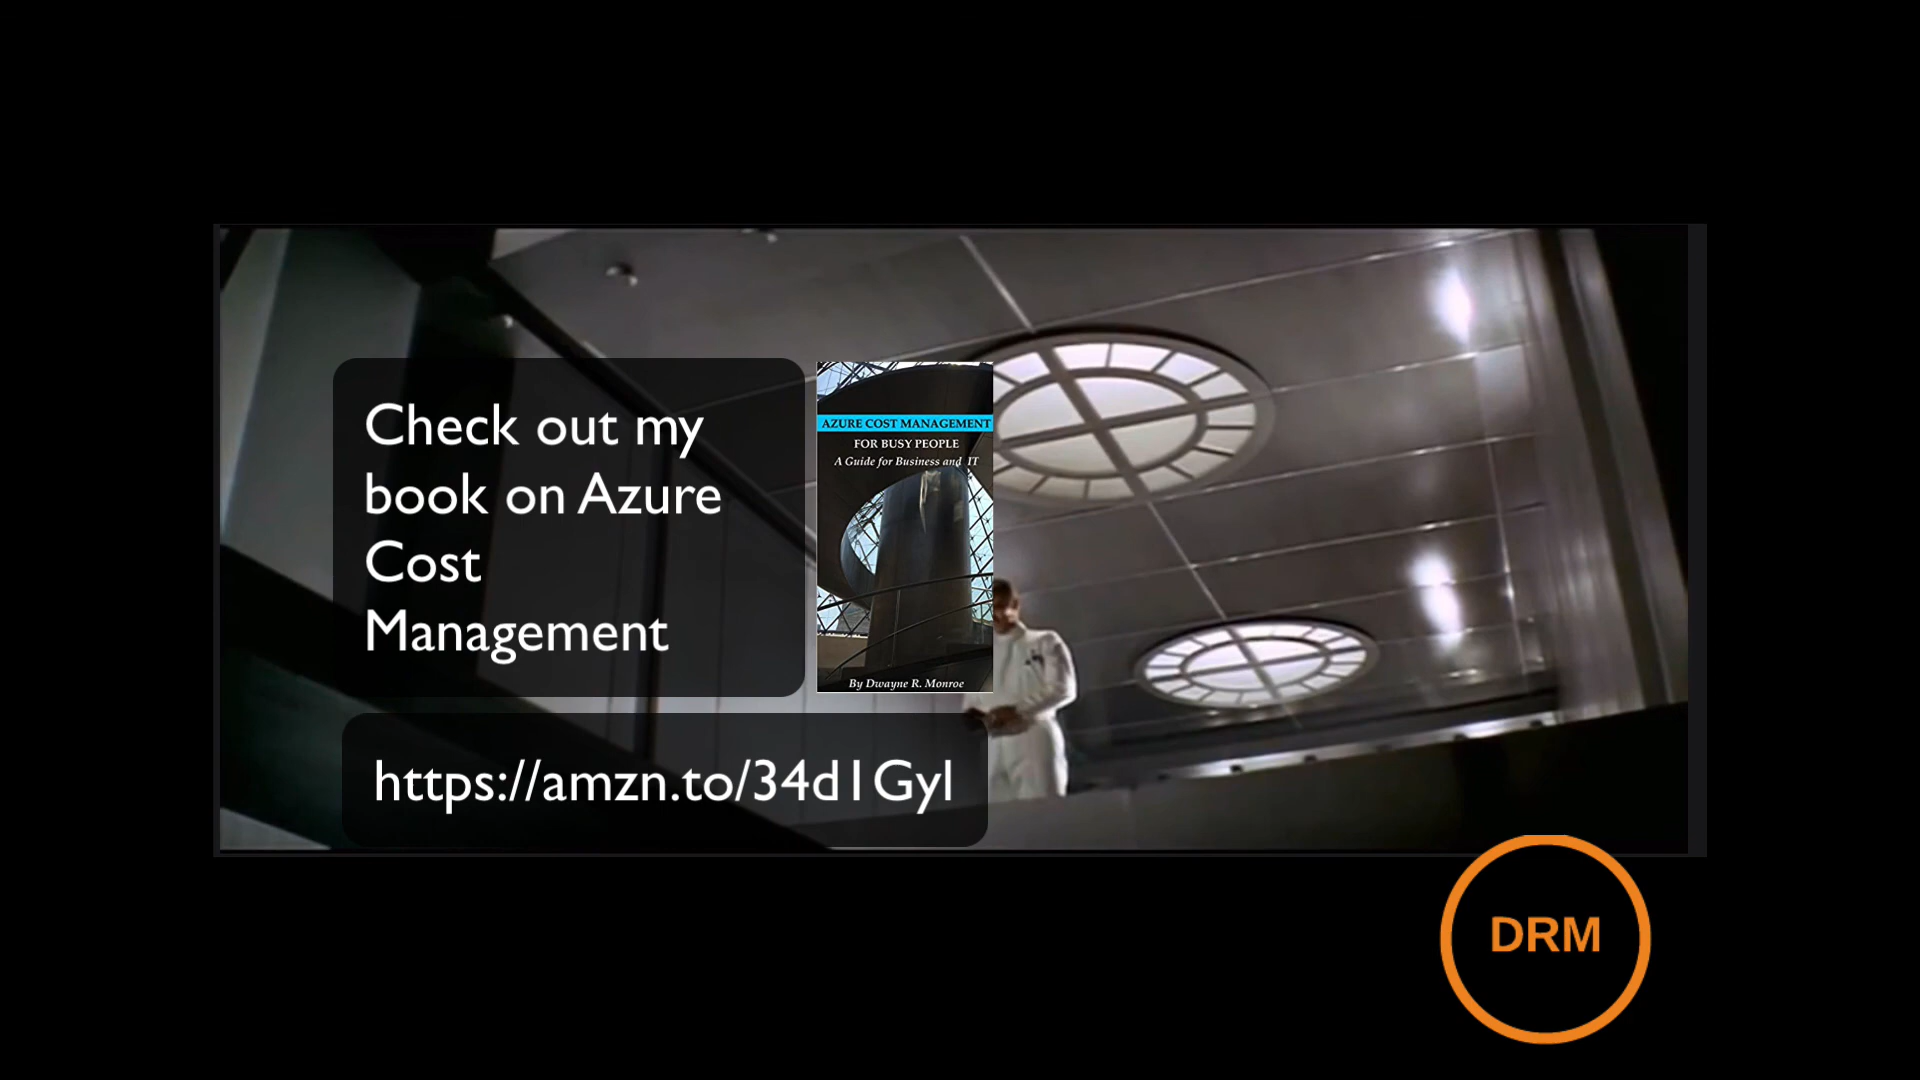 Check out my
book on Azure
Cost
Management
AZURE COST MANAGEMENT
FOR BUSY PEOPLE
A Guide for Business and IT
By Dwayne R. Monroe
https://amzn.to/34d1Gyl
DRM